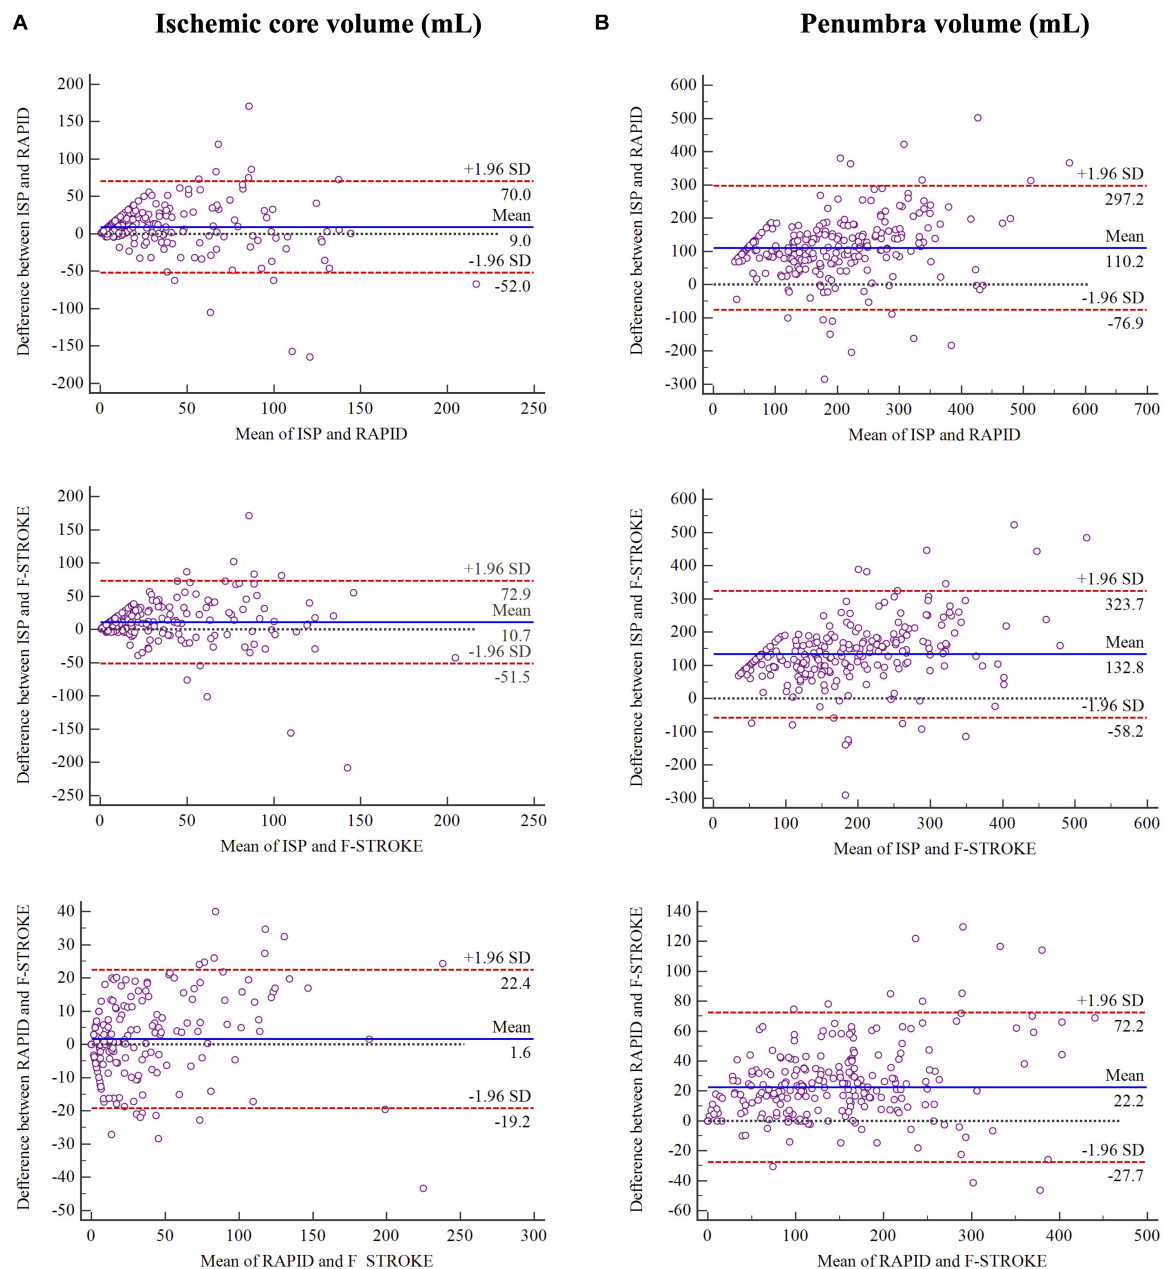 A Ischemic core volume (mL)
B Penumbra volume (mL)
Defference between ISP and RAPID
200
150
100
50
0
-50
-100
-150
-200
+1.96 SD
70.0
Mean
9.0
-1.96 SD
-52.0
0 50 100 150 200 250
Mean of ISP and RAPID
Defference between ISP and RAPID
600
500
400
300
200
100
0
-100
-200
-300
+1.96 SD
297.2
Mean
110.2
-1.96 SD
-76.9
0 100 200 300 400 500 600 700
Mean of ISP and RAPID
Defference between ISP and F-STROKE
200
150
100
50
0
-50
-100
-150
-200
-250
+1.96 SD
72.9
Mean
10.7
-1.96 SD
-51.5
0 50 100 150 200 250
Mean of ISP and F-STROKE
Defference between ISP and F-STROKE
600
500
400
300
200
100
0
-100
-200
-300
+1.96 SD
323.7
Mean
132.8
-1.96 SD
-58.2
0 100 200 300 400 500 600
Mean of ISP and F-STROKE
Defference between RAPID and F-STROKE
40
30
20
10
0
-10
-20
-30
-40
-50
+1.96 SD
22.4
Mean
1.6
-1.96 SD
-19.2
0 50 100 150 200 250 300
Mean of RAPID and F STROKE
Defference between RAPID and F-STROKE
140
120
100
80
60
40
20
0
-20
-40
-60
+1.96 SD
72.2
Mean
22.2
-1.96 SD
-27.7
0 100 200 300 400 500
Mean of RAPID and F-STROKE